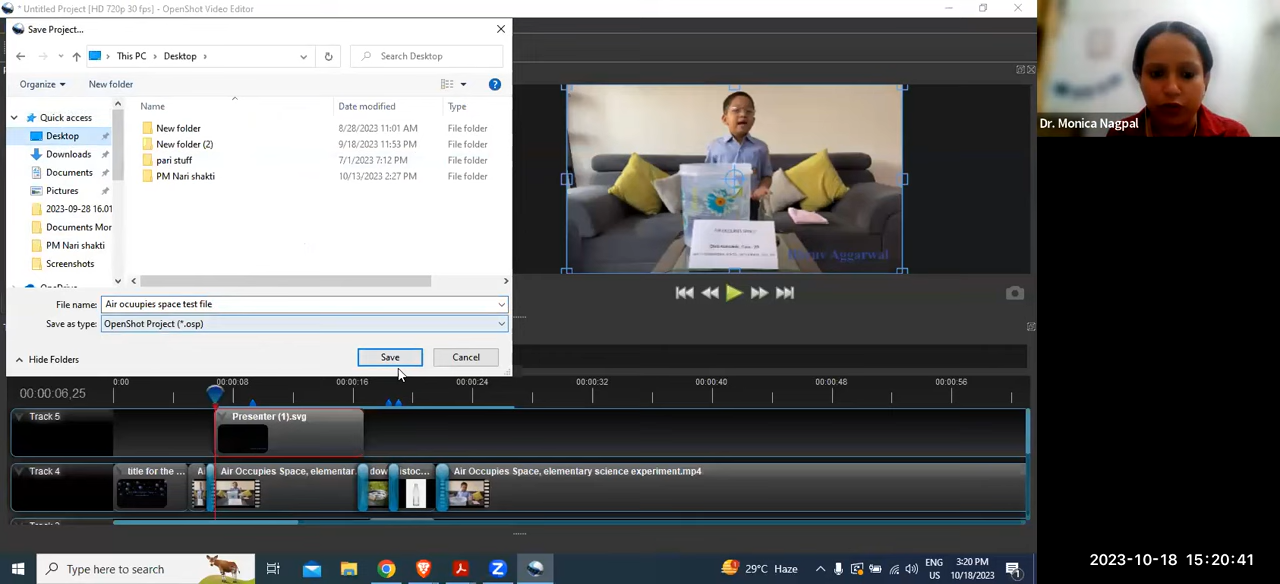 * Untitled Project [HD 720p 30 fps] - OpenShot Video Editor
Save Project...
This PC > Desktop >
Search Desktop
Organize
New folder
Name
Date modified
Type
Quick access
Desktop
Downloads
Documents
Pictures
2023-09-28 16.01
Documents Mor
PM Nari shakti
Screenshots
New folder 8/28/2023 11:01 AM File folder
New folder (2) 9/18/2023 11:53 PM File folder
pari stuff 7/1/2023 7:12 PM File folder
PM Nari shakti 10/13/2023 2:27 PM File folder
File name: Air ocuupies space test file
Save as type: OpenShot Project (*.osp)
Hide Folders
Save
Cancel
Dr. Monica Nagpal
Aggarwal
00:00:06,25
0:00
00:00:08
00:00:16
00:00:24
00:00:32
00:00:40
00:00:48
00:00:56
Track 5
Presenter (1).svg
Track 4
title for the ...
Air Occupies Space, elementar
dow
istoc...
Air Occupies Space, elementary science experiment.mp4
Type here to search
29°C Haze
ENG
US
3:20 PM
10/18/2023
2023-10-18 15:20:41